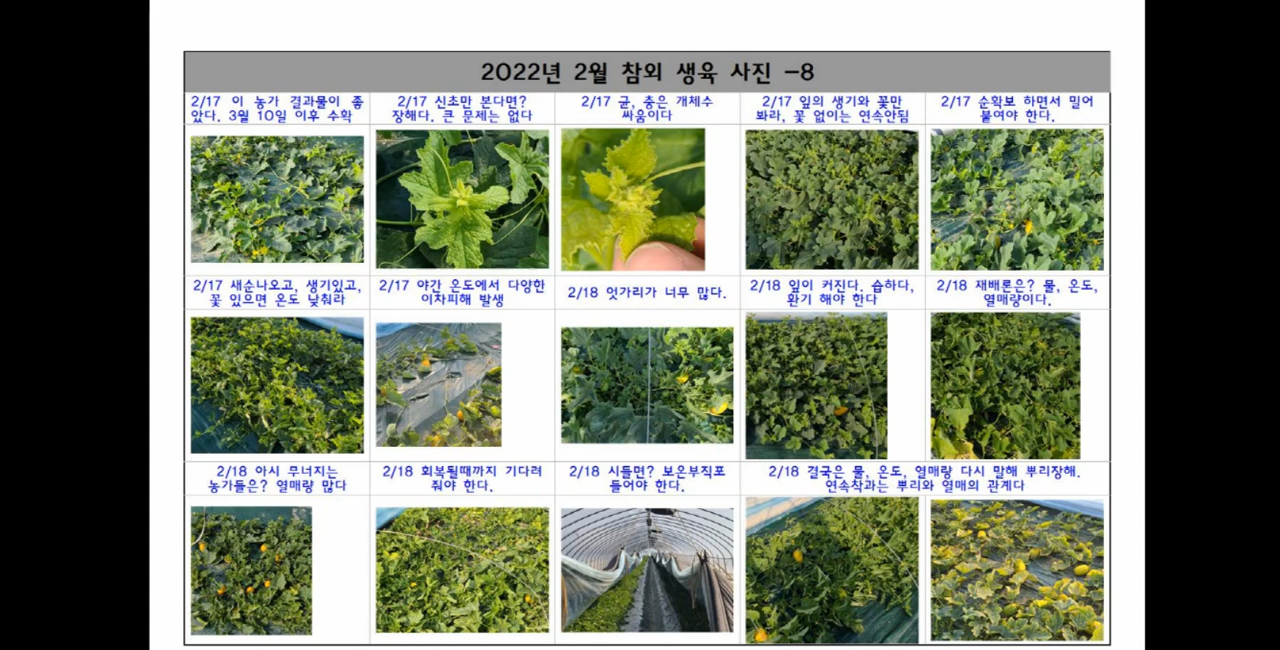 2022년 2월 참외 생육 사진 -8
2/17 이 농가 결과물이 좋
았다. 3월 10일 이후 수확
2/17 신초만 본다면?
장해다. 큰 문제는 없다
2/17 균, 충은 개체수
싸움이다
2/17 잎의 생기와 꽃만
봐라, 꽃 없이는 연속안됨
2/17 순확보 하면서 밀어
붙여야 한다.
2/17 새순나오고, 생기있고,
꽃 있으면 온도 낮춰라
2/17 야간 온도에서 다양한
이차피해 발생
2/18 엇가리가 너무 많다.
2/18 잎이 커진다. 습하다,
환기 해야 한다
2/18 재배론은? 물, 온도,
열매량이다.
2/18 아시 무너지는
농가들은? 열매량 많다
2/18 회복될때까지 기다려
줘야 한다.
2/18 시들면? 보온부직포
들어야 한다.
2/18 결국은 물, 온도, 열매량 다시 말해 뿌리장해.
연속착과는 뿌리와 열매의 관계다